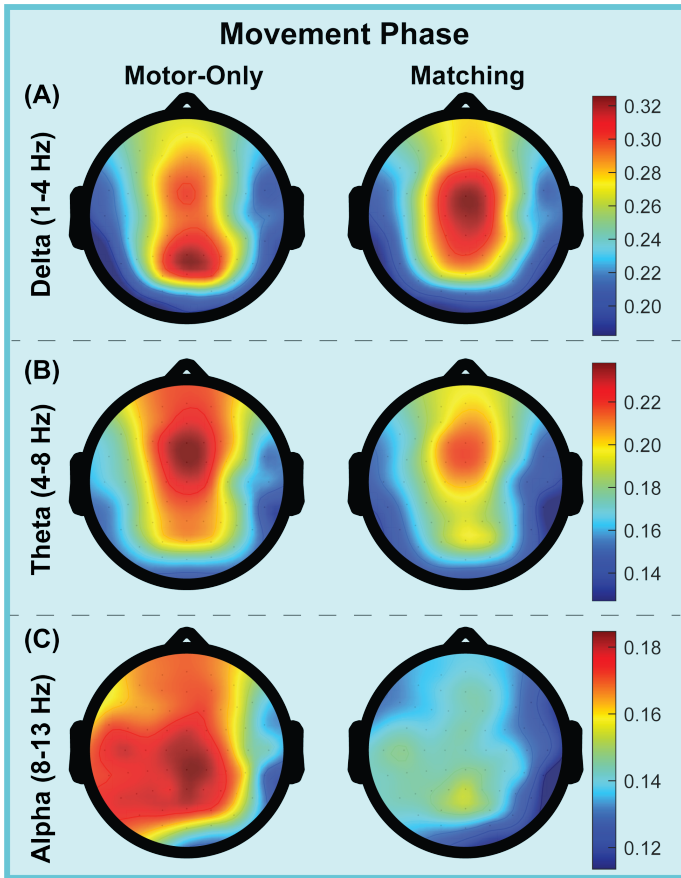 Movement Phase
Motor-Only
Matching
(A)
Delta (1-4 Hz)
0.32
0.30
0.28
0.26
0.24
0.22
0.20
(B)
Theta (4-8 Hz)
0.22
0.20
0.18
0.16
0.14
(C)
Alpha (8-13 Hz)
0.18
0.16
0.14
0.12